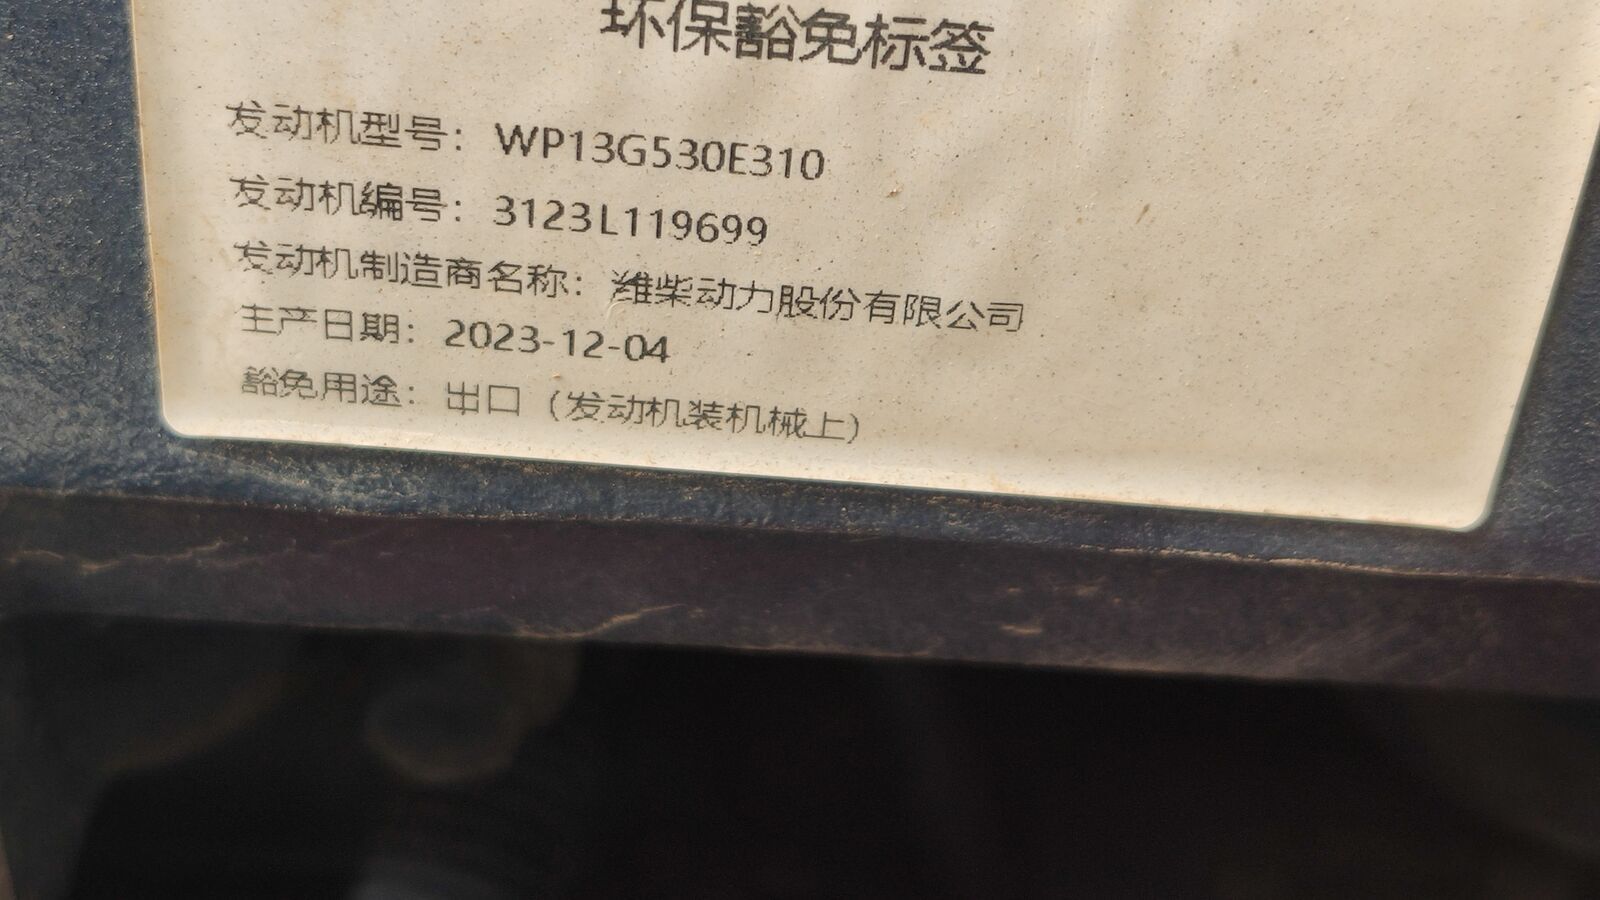 环保豁免标签
发动机型号：WP13G530E310
发动机编号：3123L119699
发动机制造商名称：潍柴动力股份有限公司
生产日期：2023-12-04
豁免用途：出口（发动机装机械上）